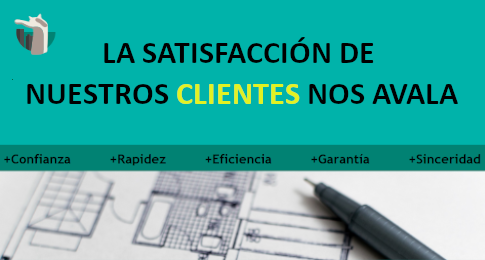 LA SATISFACCIÓN DE
NUESTROS CLIENTES NOS AVALA
+Confianza +Rapidez +Eficiencia +Garantía +Sinceridad